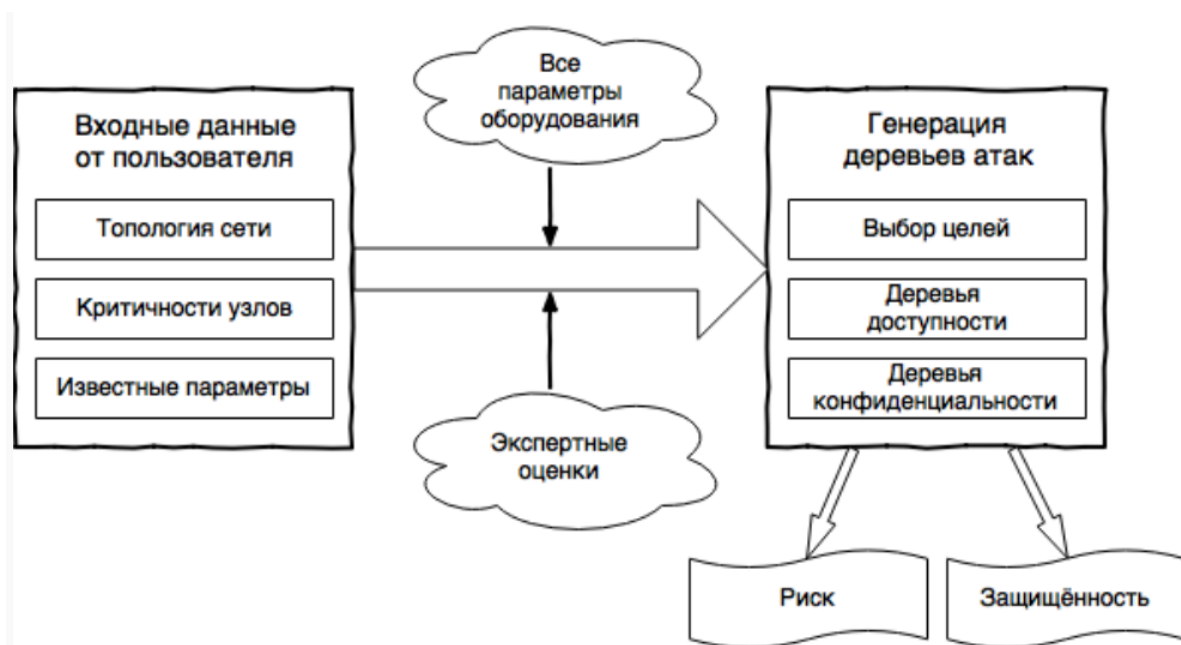 Все
параметры
оборудования
Входные данные
от пользователя
Топология сети
Критичности узлов
Известные параметры
Генерация
деревьев атак
Выбор целей
Деревья
доступности
Деревья
конфиденциальности
Экспертные
оценки
Риск
Защищённость